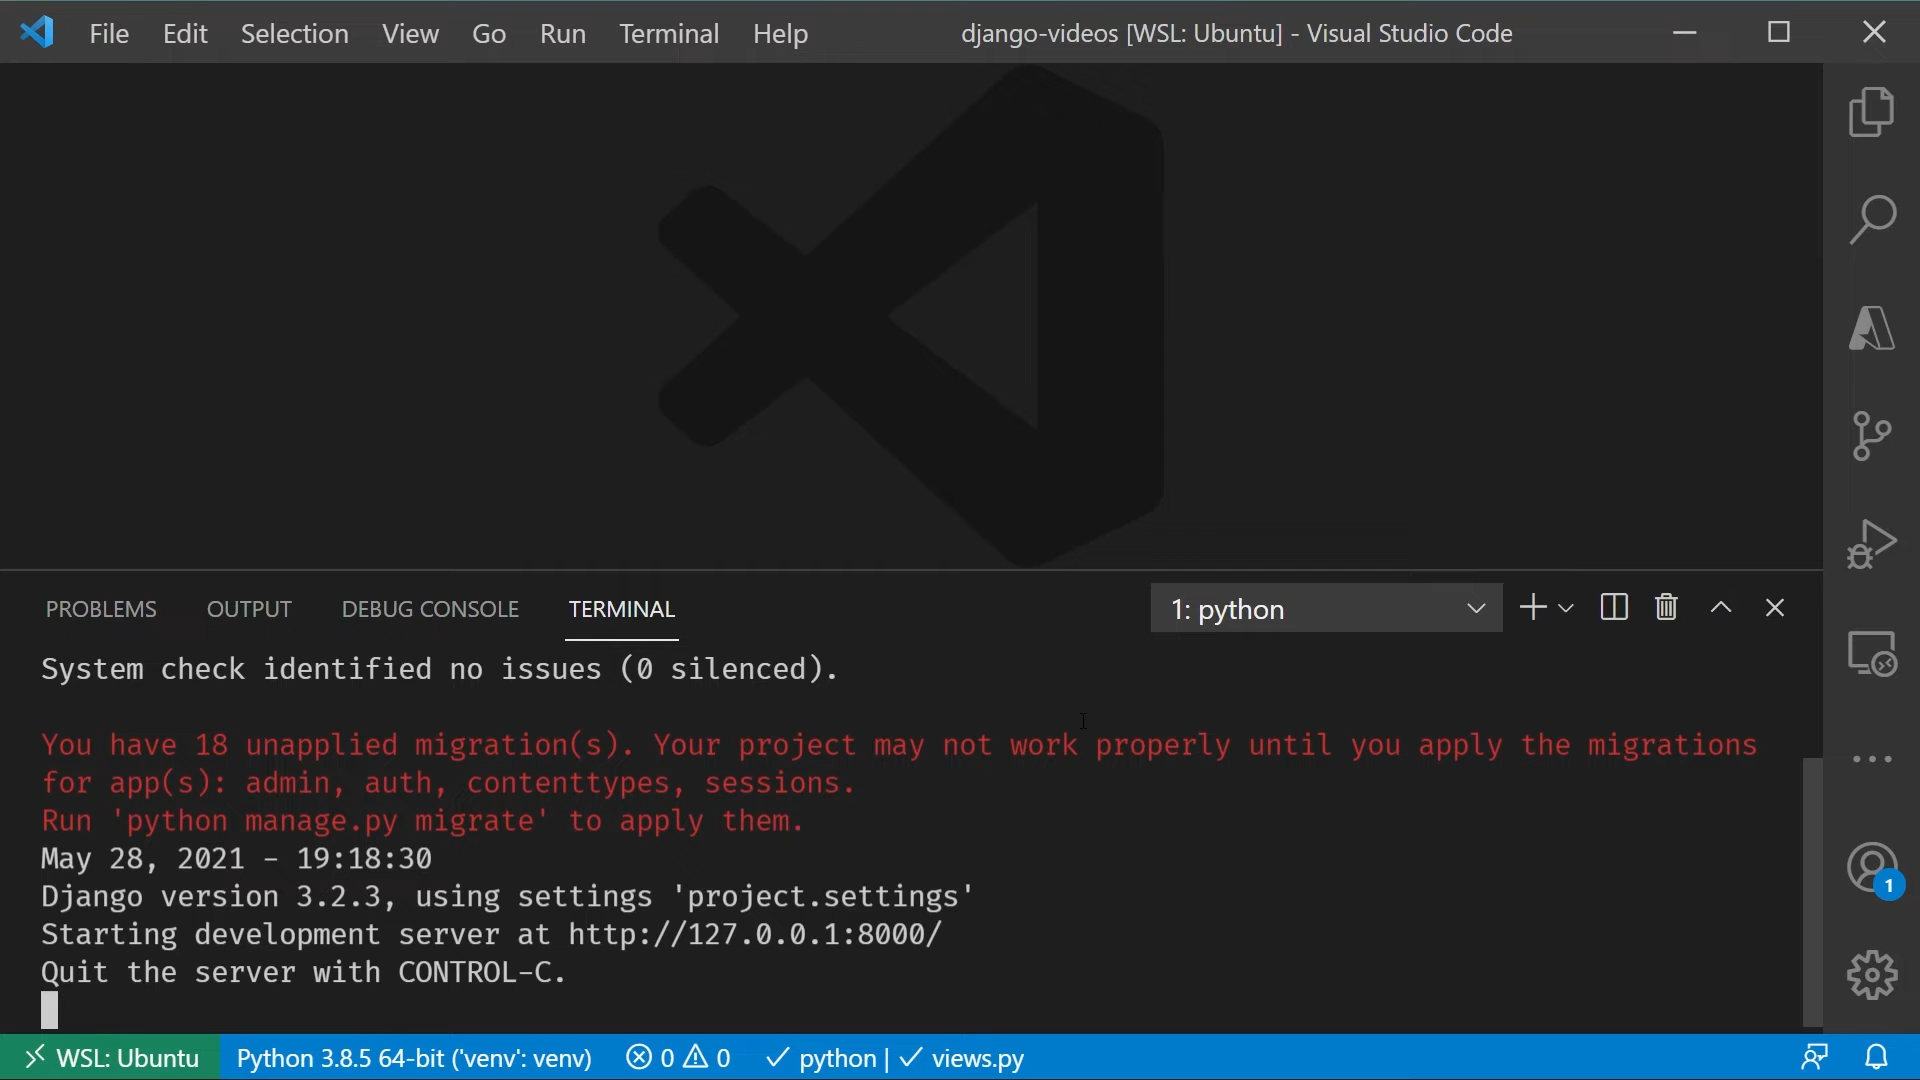 File Edit Selection View Go Run Terminal Help django-videos [WSL: Ubuntu] - Visual Studio Code
PROBLEMS OUTPUT DEBUG CONSOLE TERMINAL 1: python
System check identified no issues (0 silenced).
You have 18 unapplied migration(s). Your project may not work properly until you apply the migrations
for app(s): admin, auth, contenttypes, sessions.
Run 'python manage.py migrate' to apply them.
May 28, 2021 - 19:18:30
Django version 3.2.3, using settings 'project.settings'
Starting development server at http://127.0.0.1:8000/
Quit the server with CONTROL-C.
1
WSL: Ubuntu Python 3.8.5 64-bit ('venv': venv) 0 0 python | views.py